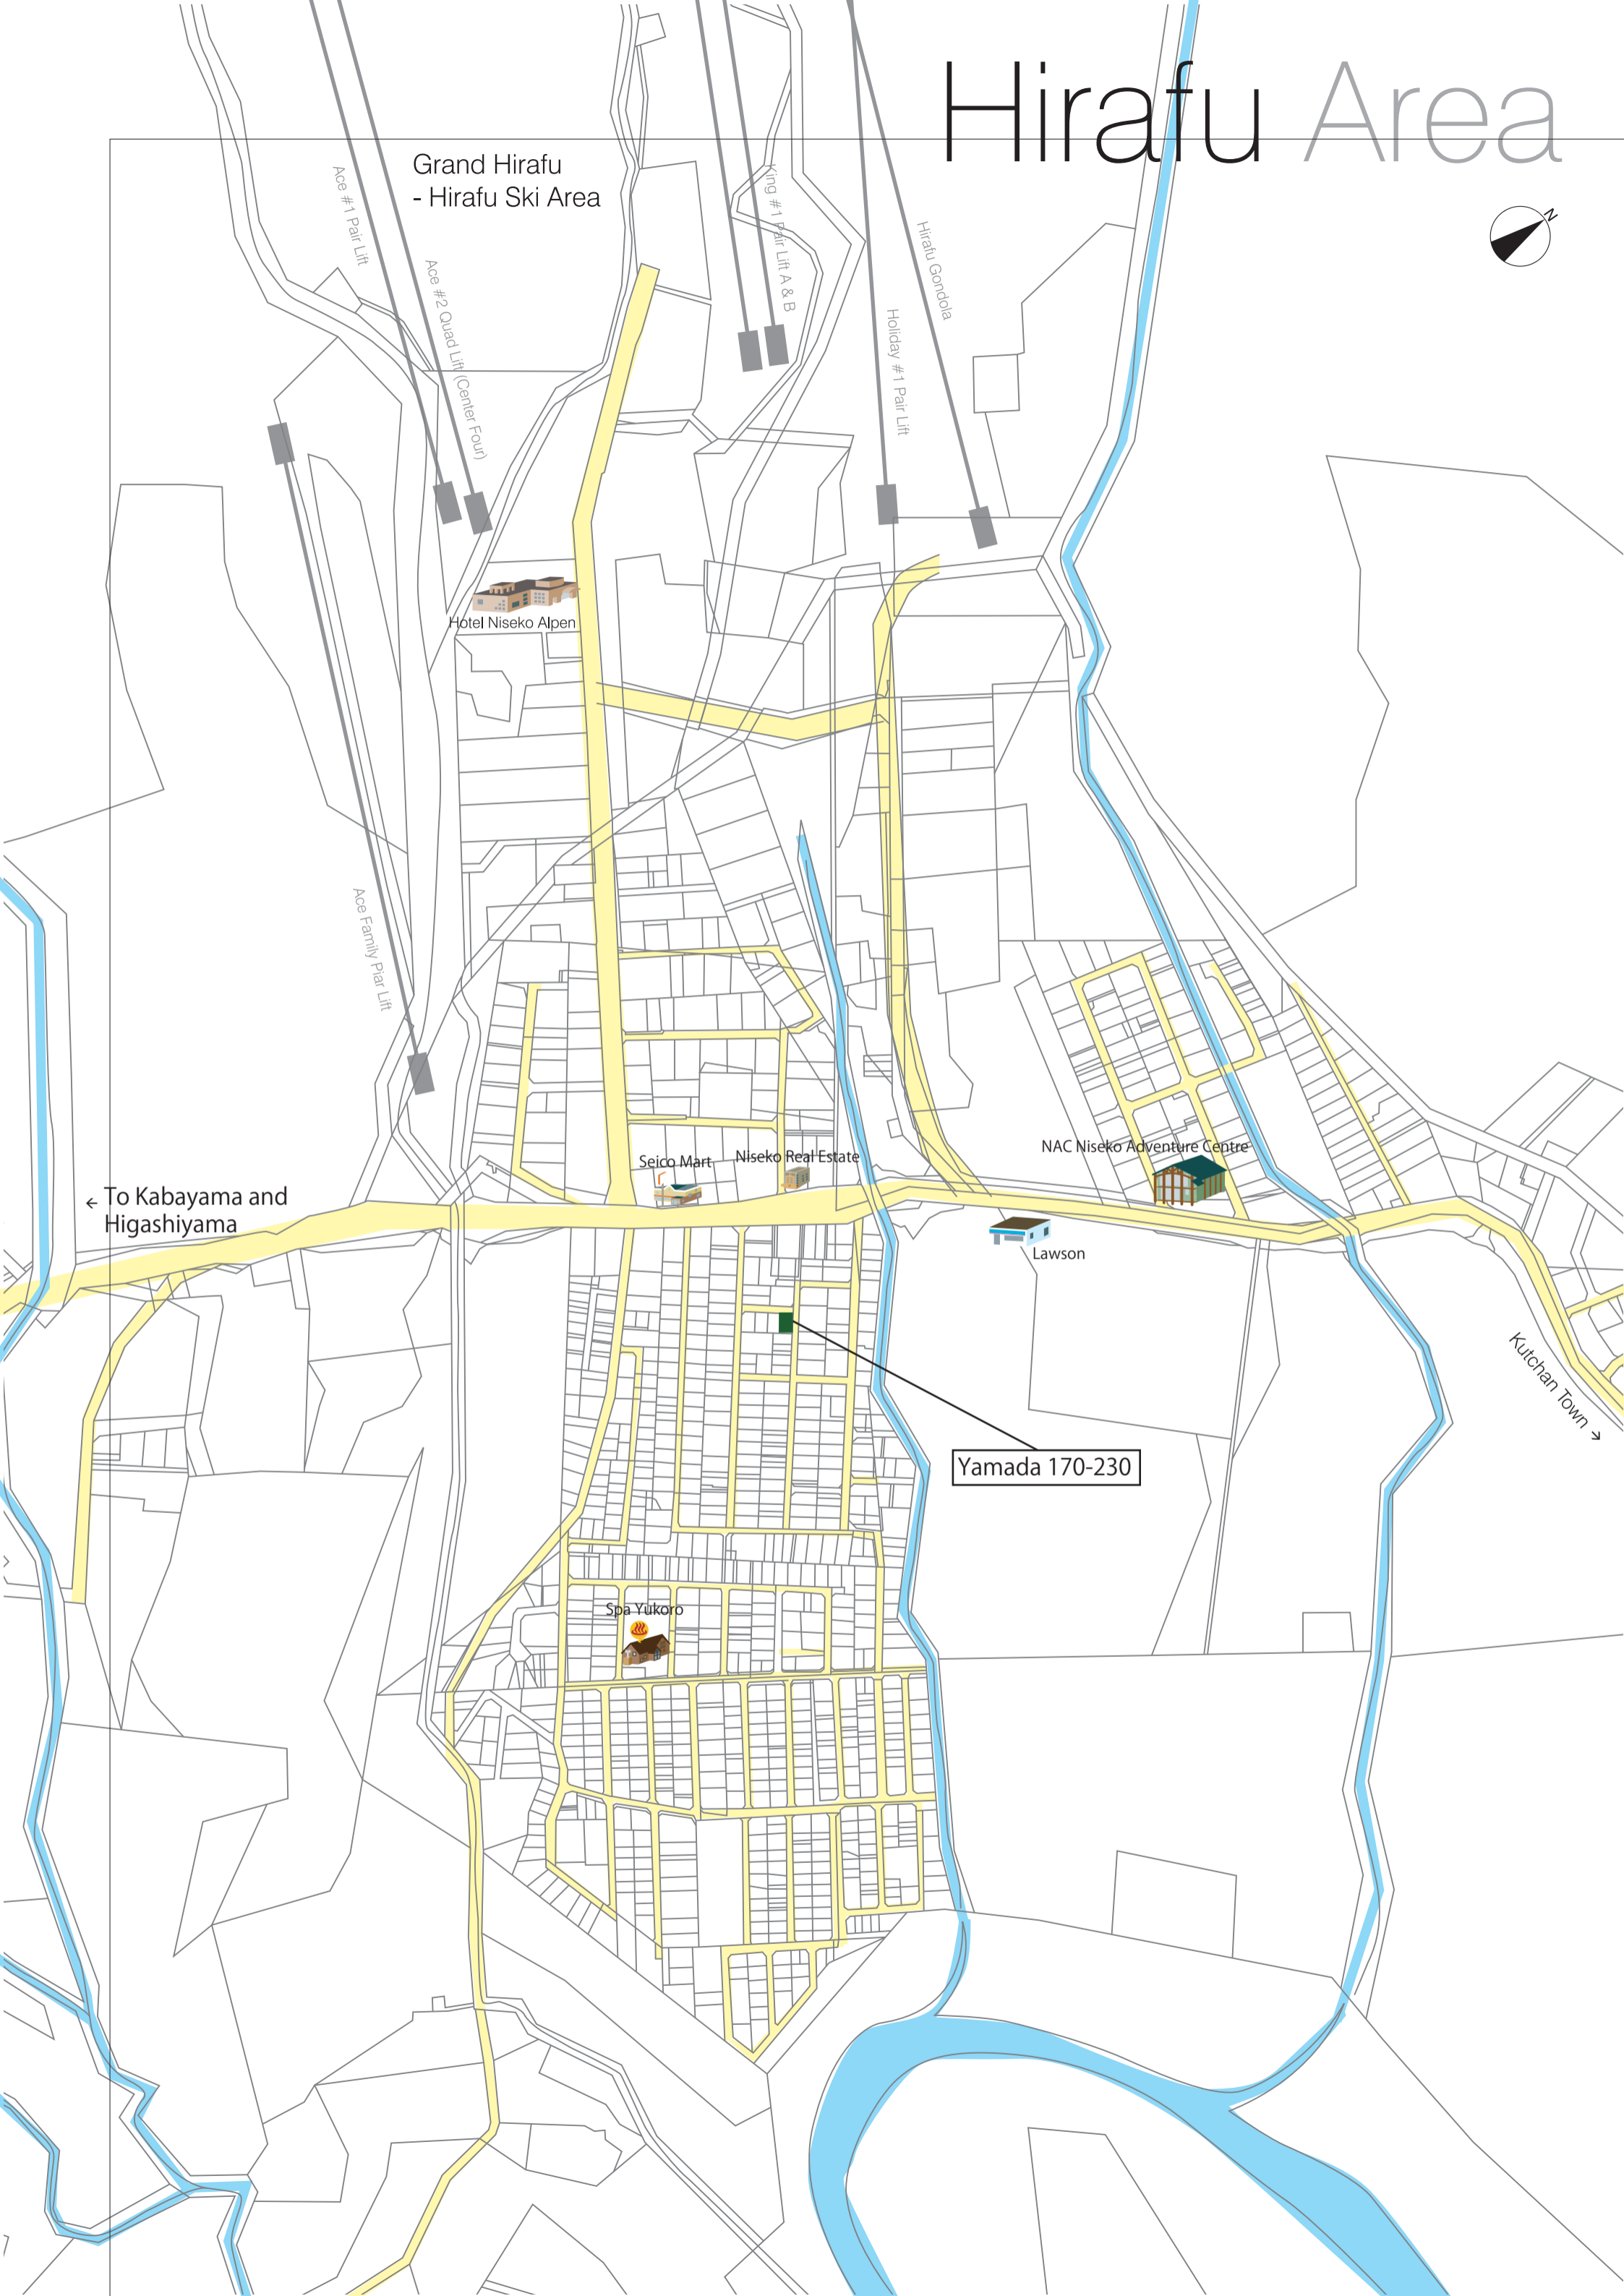 Hirafu Area
N
Grand Hirafu
- Hirafu Ski Area
Ace #1 Pair Lift
Ace #2 Quad Lift (Center Four)
King #1 Pair Lift A & B
Holiday #1 Pair Lift
Hirafu Gondola
Hotel Niseko Alpen
Ace Family Piar Lift
Seico Mart
Niseko Real Estate
NAC Niseko Adventure Centre
← To Kabayama and
Higashiyama
Lawson
Kutchan Town →
Yamada 170-230
Spa Yukoro